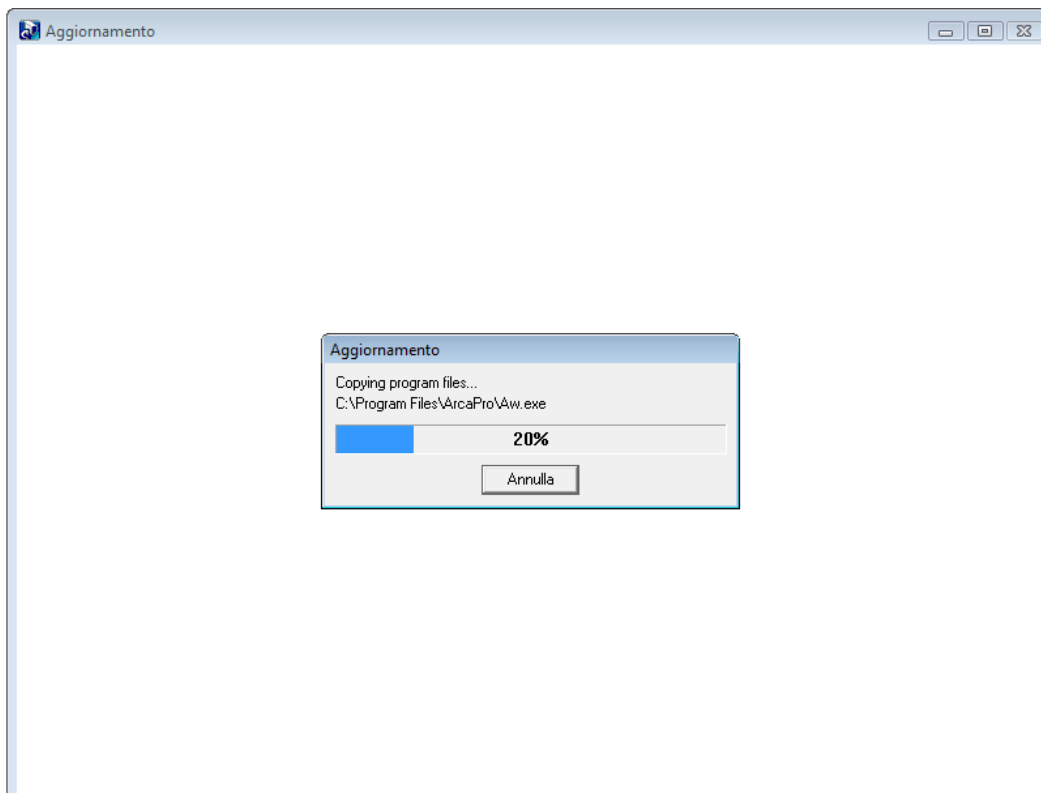 Aggiornamento
Aggiornamento
Copying program files...
C:\Program Files\ArcaPro\Aw.exe
20%
Annulla